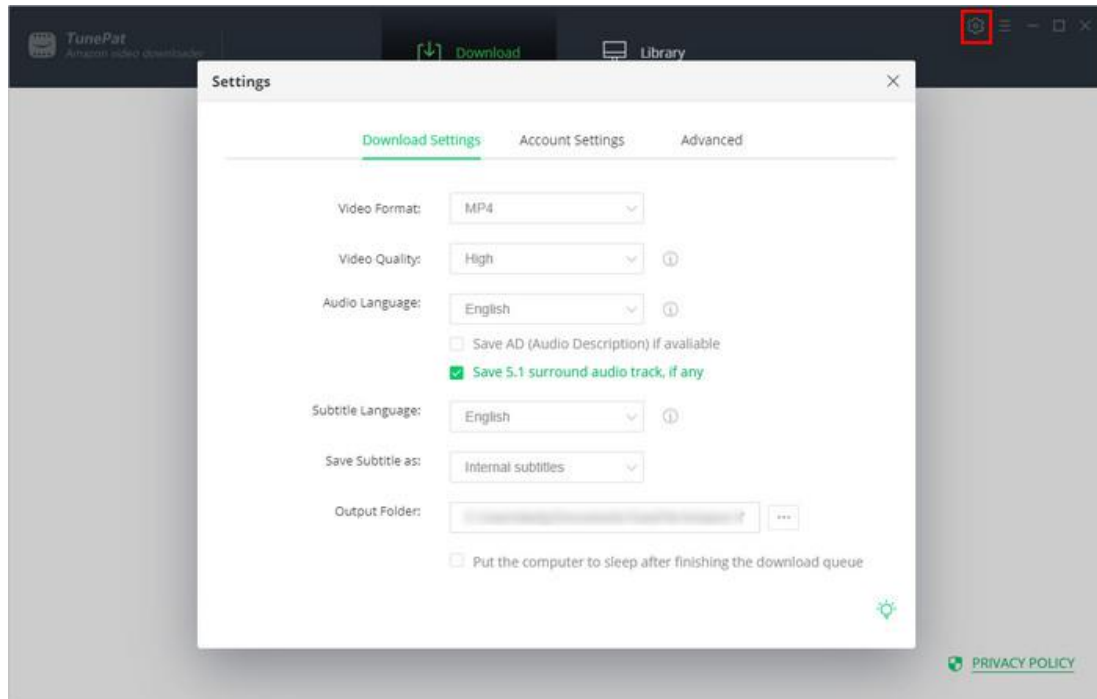 TunePat
Amazon video downloader
Download
Library
Settings
Download Settings
Account Settings
Advanced
Video Format:
MP4
Video Quality:
High
Audio Language:
English
Save AD (Audio Description) if avaliable
Save 5.1 surround audio track, if any
Subtitle Language:
English
Save Subtitle as:
Internal subtitles
Output Folder:
Put the computer to sleep after finishing the download queue
PRIVACY POLICY